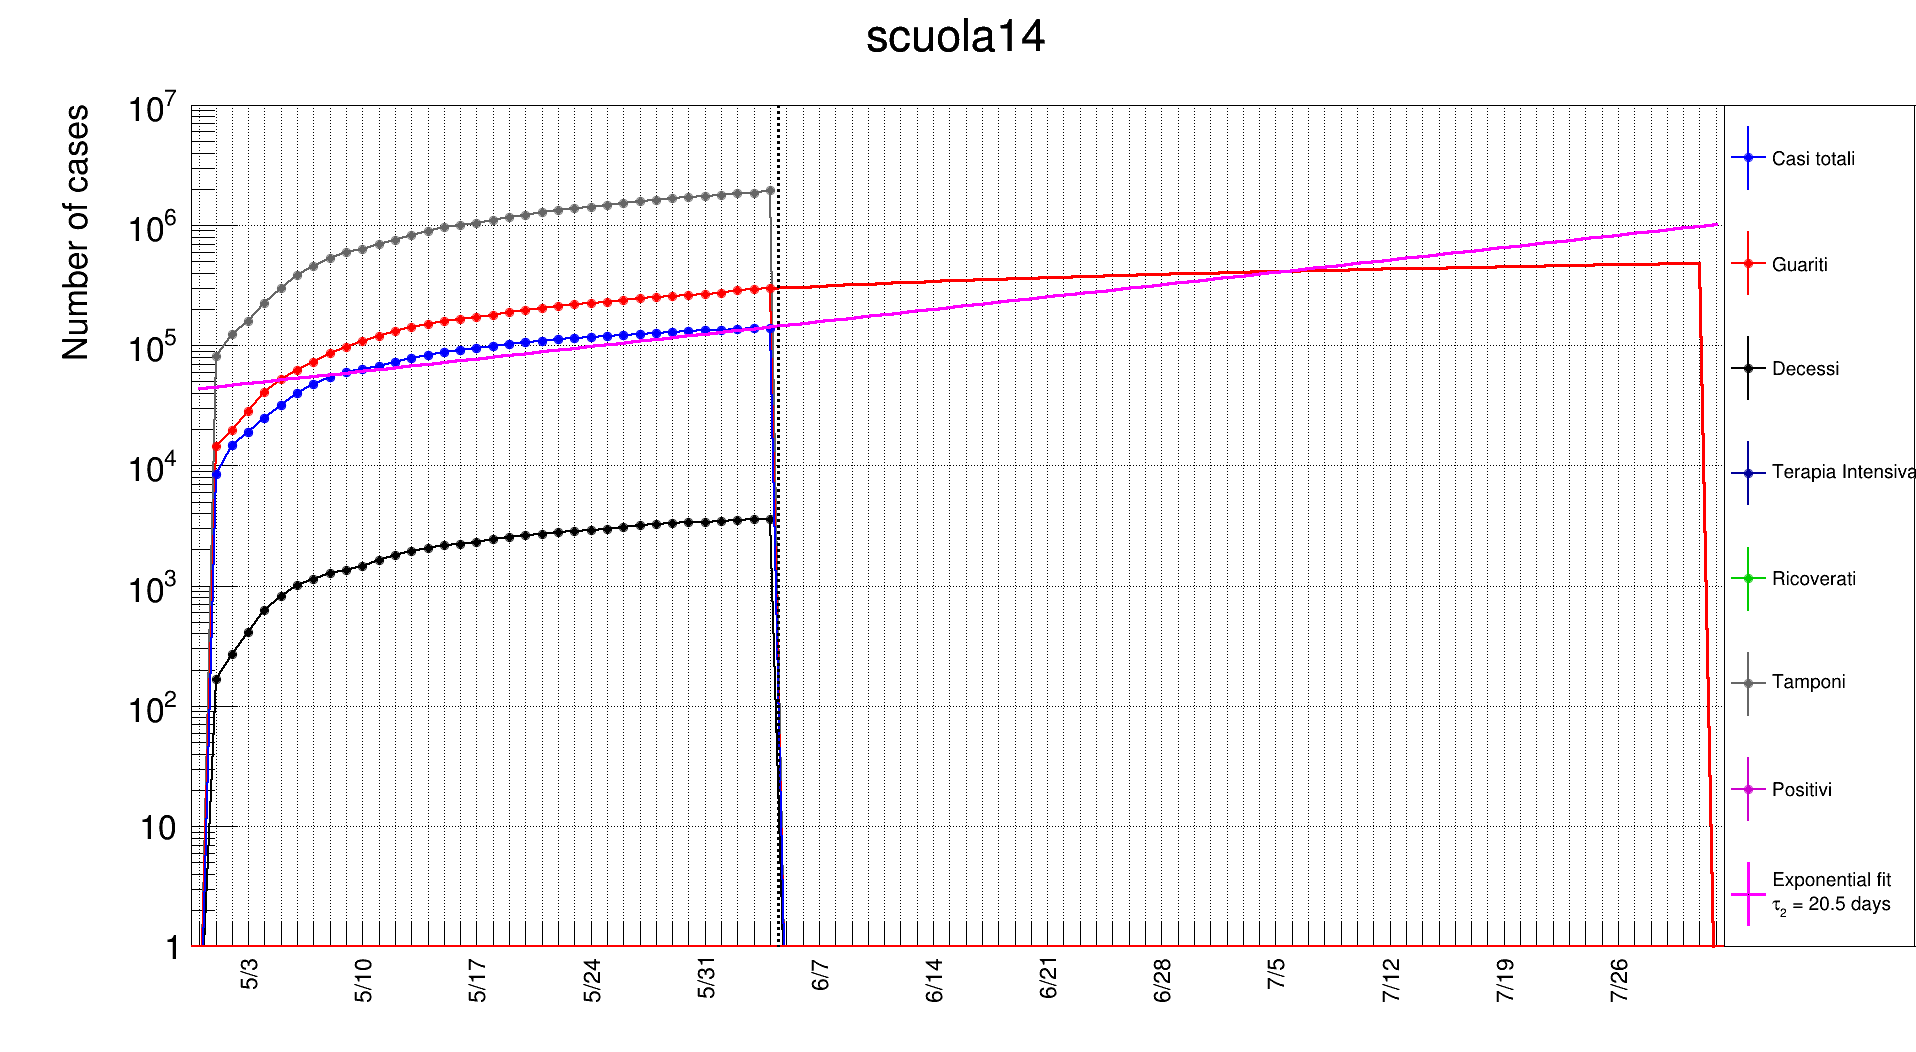 scuola14
Number of cases
10^7
10^6
10^5
10^4
10^3
10^2
10
1
5/3
5/10
5/17
5/24
5/31
6/7
6/14
6/21
6/28
7/5
7/12
7/19
7/26
Casi totali
Guariti
Decessi
Terapia Intensiva
Ricoverati
Tamponi
Positivi
Exponential fit
τ_2 = 20.5 days